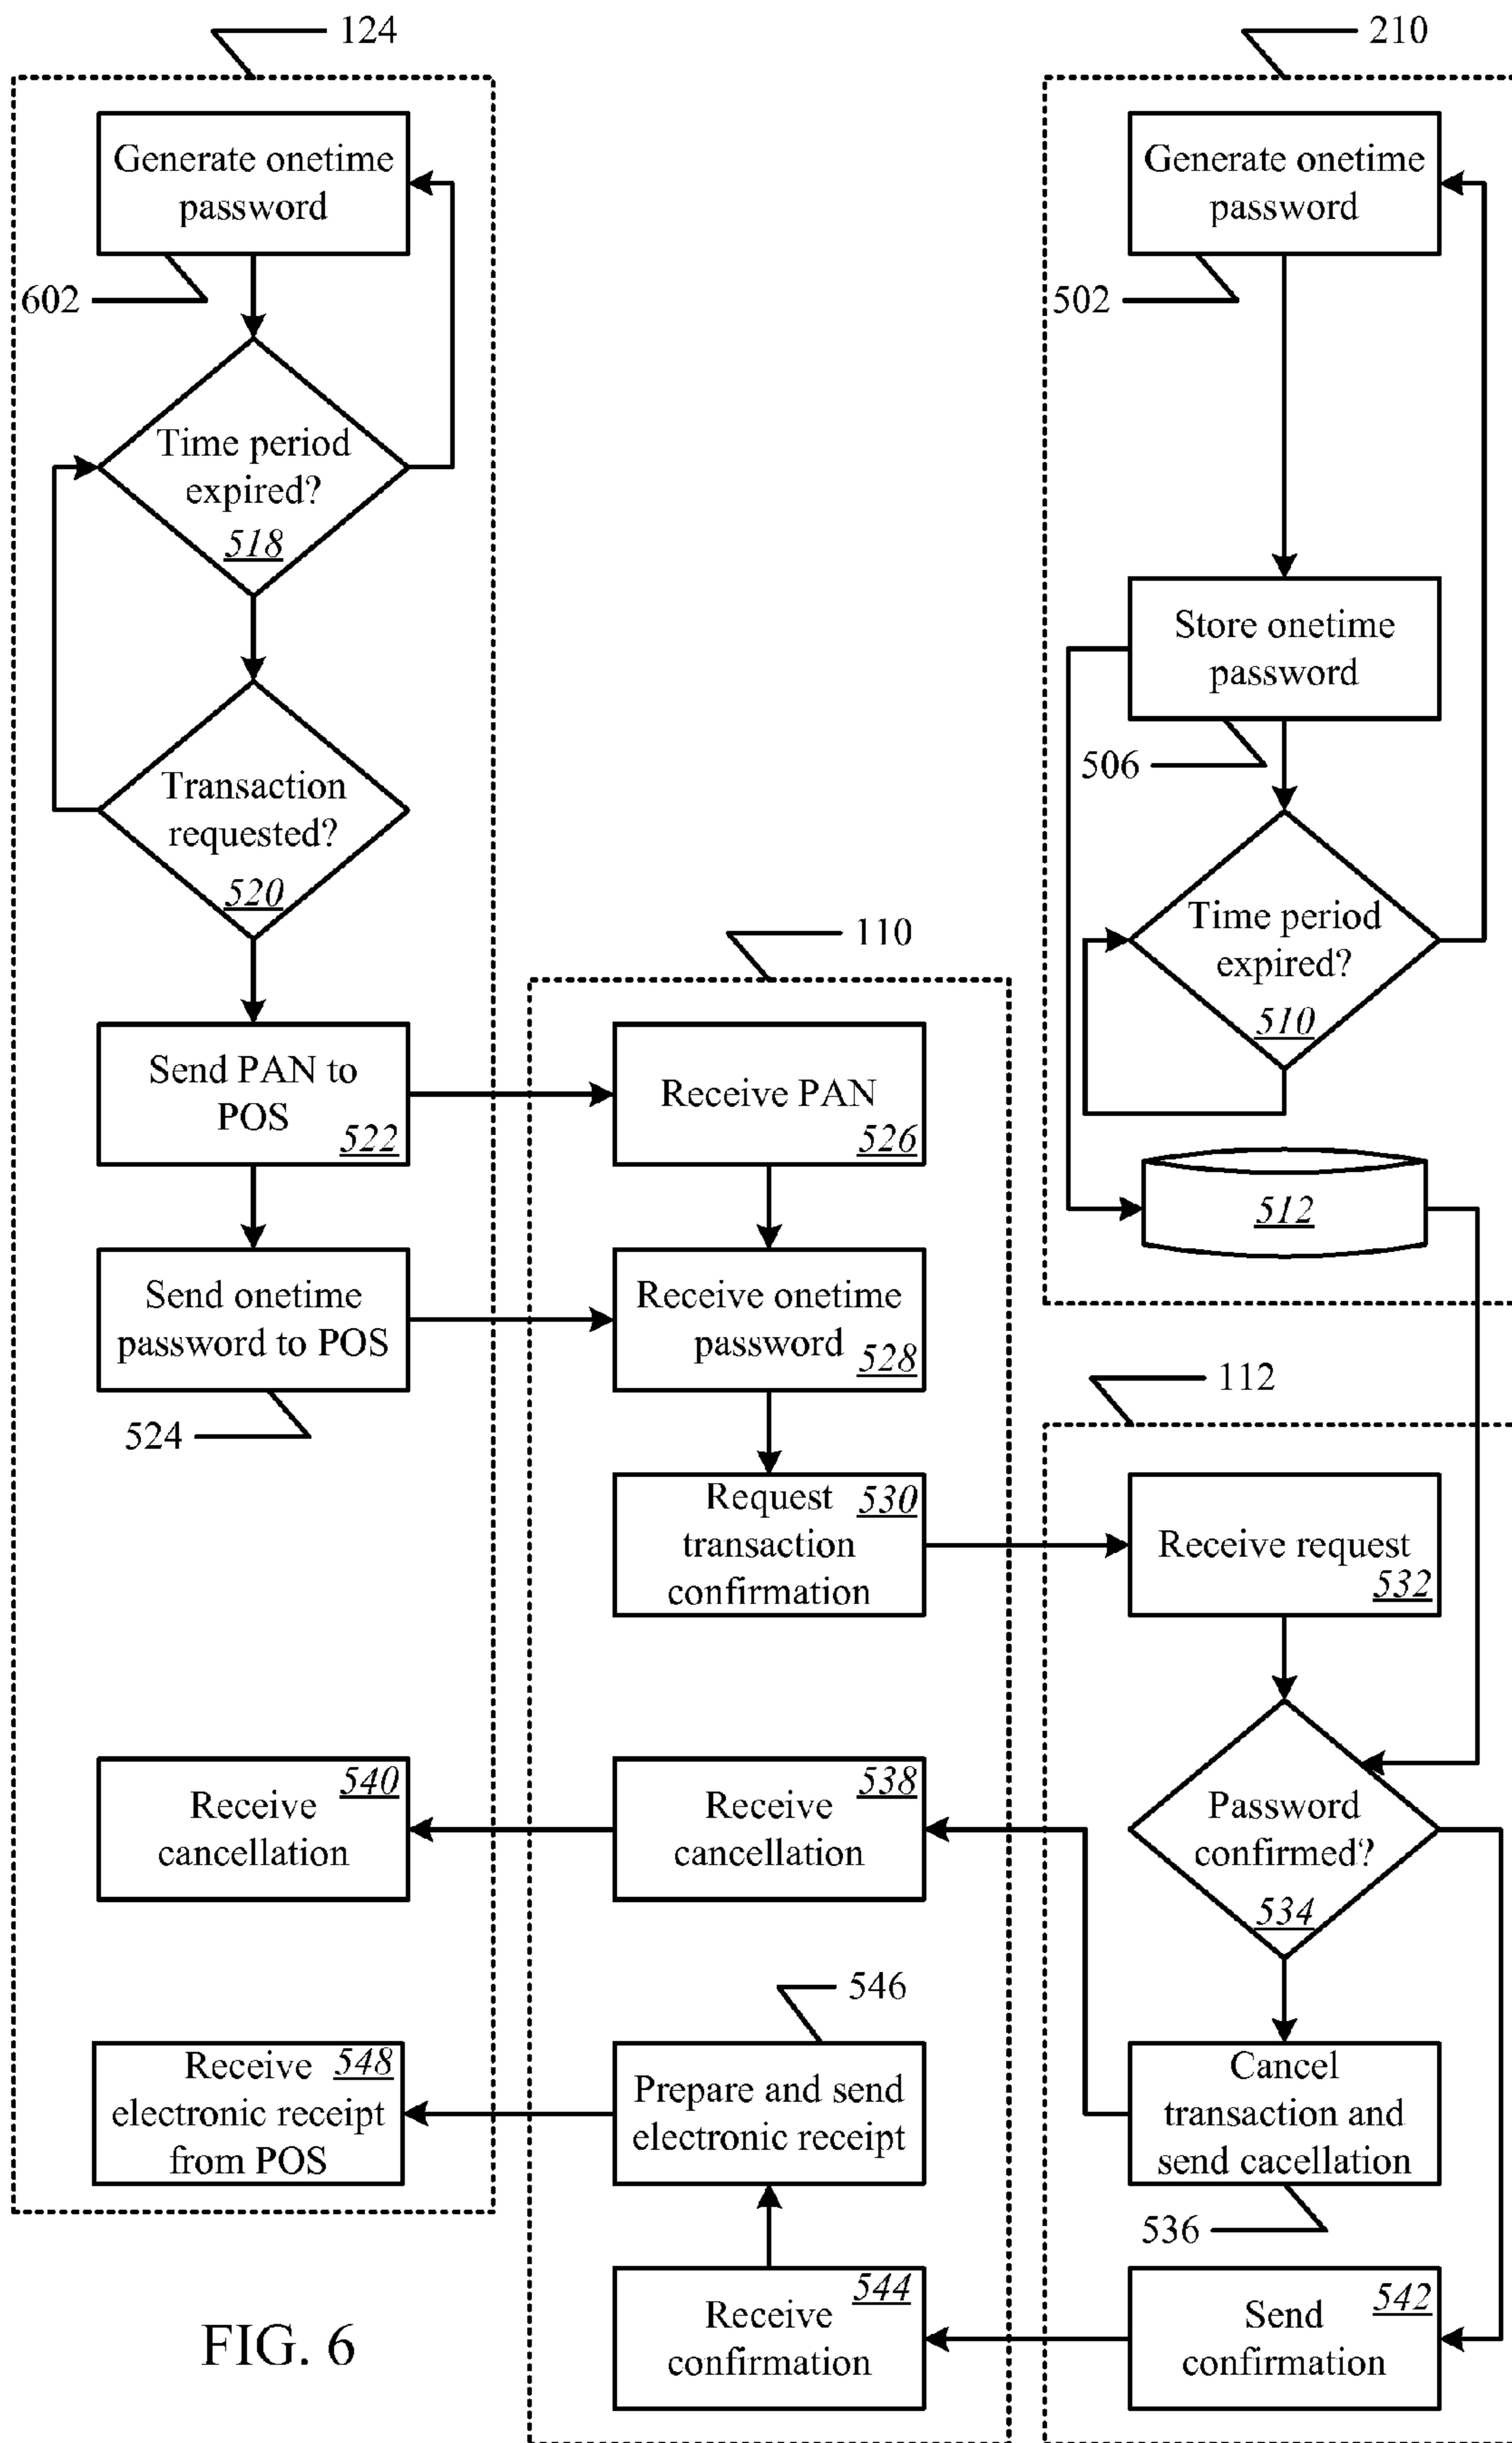 124
Generate onetime
password
602
Time period
expired?
518
Transaction
requested?
520
Send PAN to
POS
522
Send onetime
password to POS
524
540
Receive
cancellation
Receive 548
electronic receipt
from POS
110
Receive PAN
526
Receive onetime
password
528
Request 530
transaction
confirmation
538
Receive
cancellation
546
Prepare and send
electronic receipt
544
Receive
confirmation
210
Generate onetime
password
502
Store onetime
password
506
Time period
expired?
510
512
112
Receive request
532
Password
confirmed?
534
Cancel
transaction and
send cacellation
536
542
Send
confirmation
FIG. 6